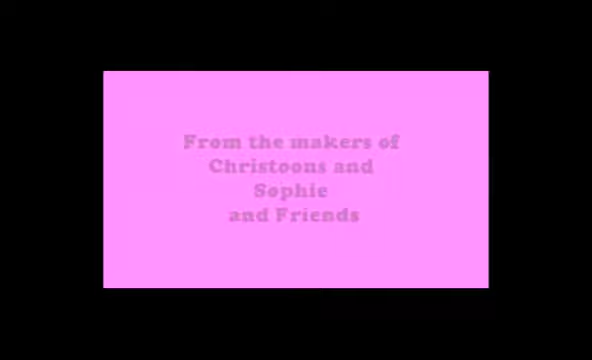 From the makers of
Christoons and
Sophie
and Friends